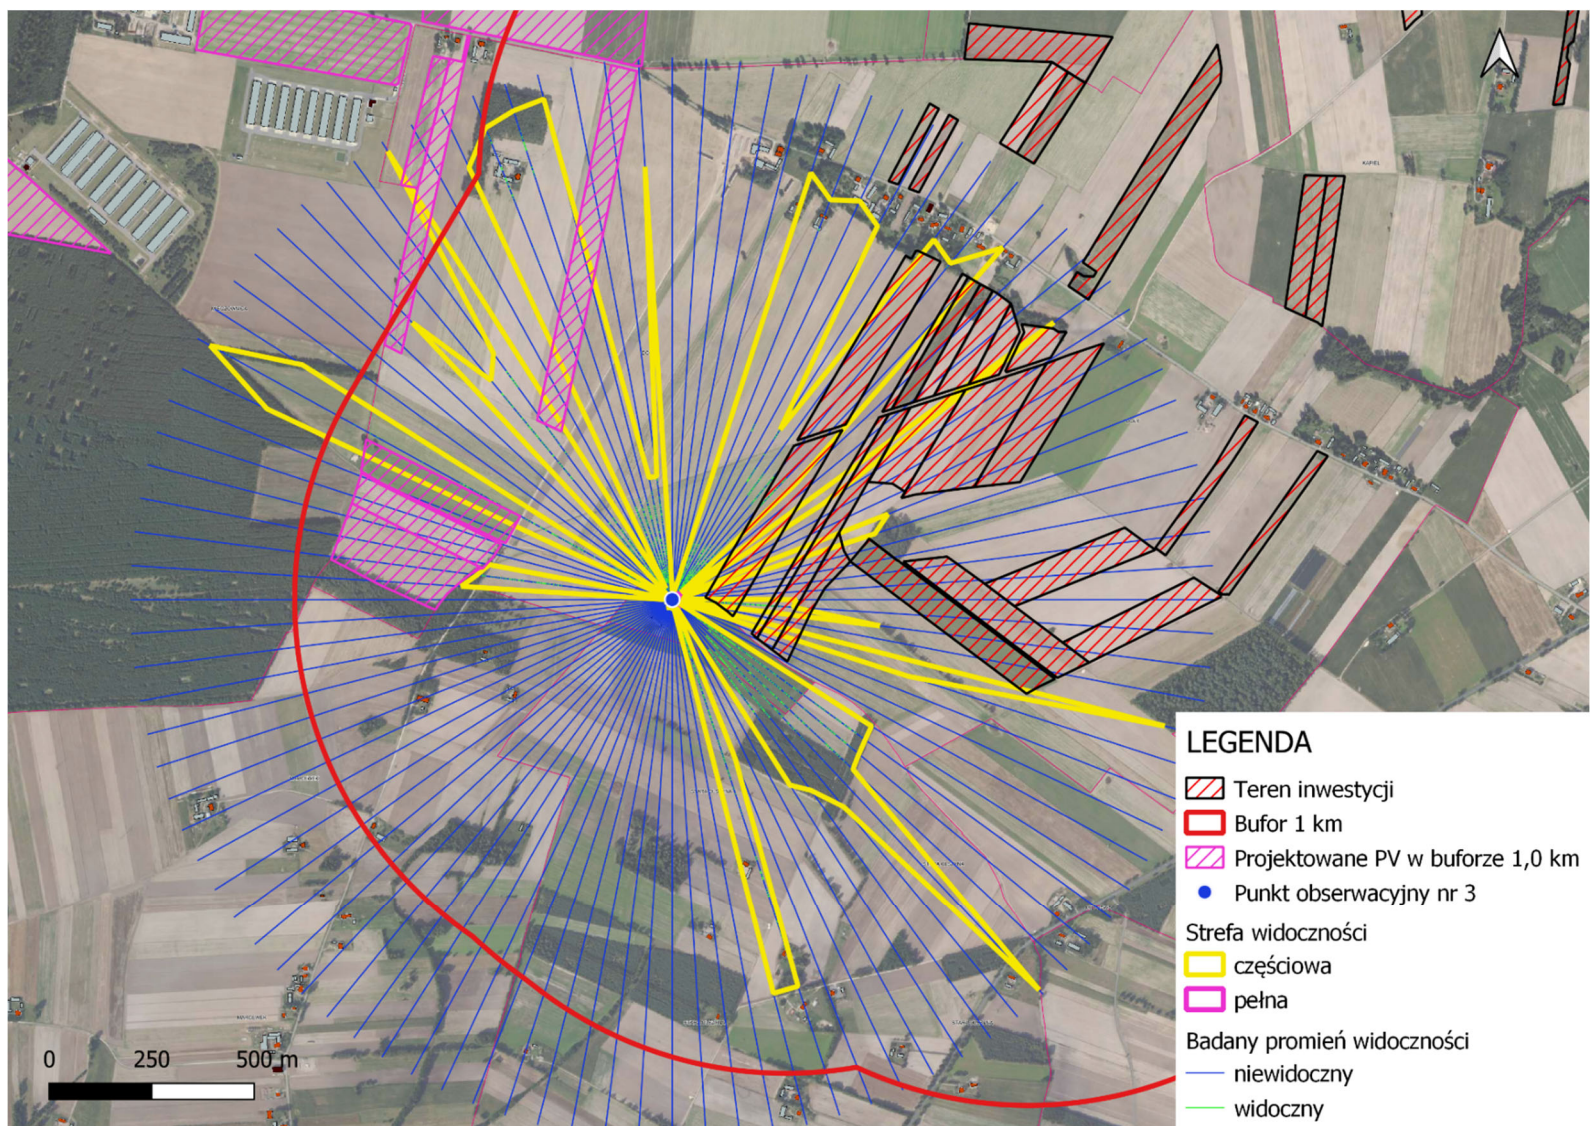 KĄPIEL
LEGENDA
Teren inwestycji
Bufor 1 km
Projektowane PV w buforze 1,0 km
Punkt obserwacyjny nr 3
Strefa widoczności
częściowa
pełna
Badany promień widoczności
niewidoczny
widoczny
0 250 500 m